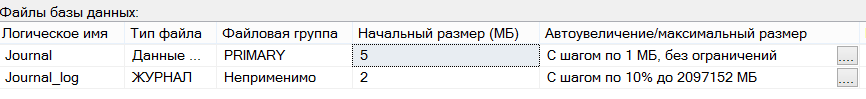 Файлы базы данных:
Логическое имя Тип файла Файловая группа Начальный размер (МБ) Автоувеличение/максимальный размер
Journal Данные ... PRIMARY 5 С шагом по 1 МБ, без ограничений ....
Journal_log ЖУРНАЛ Неприменимо 2 С шагом по 10% до 2097152 МБ ....